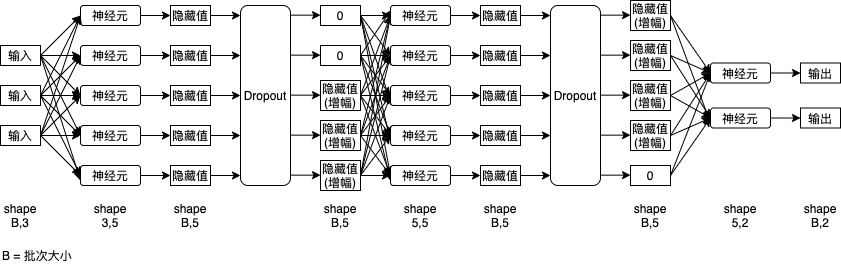 输入
输入
输入
神经元
神经元
神经元
神经元
神经元
隐藏值
隐藏值
隐藏值
隐藏值
隐藏值
Dropout
0
0
隐藏值
(增幅)
隐藏值
(增幅)
隐藏值
(增幅)
神经元
神经元
神经元
神经元
神经元
隐藏值
隐藏值
隐藏值
隐藏值
隐藏值
Dropout
隐藏值
(增幅)
隐藏值
(增幅)
隐藏值
(增幅)
隐藏值
(增幅)
0
神经元
神经元
输出
输出
shape
B,3
shape
3,5
shape
B,5
shape
B,5
shape
5,5
shape
B,5
shape
B,5
shape
5,2
shape
B,2
B = 批次大小